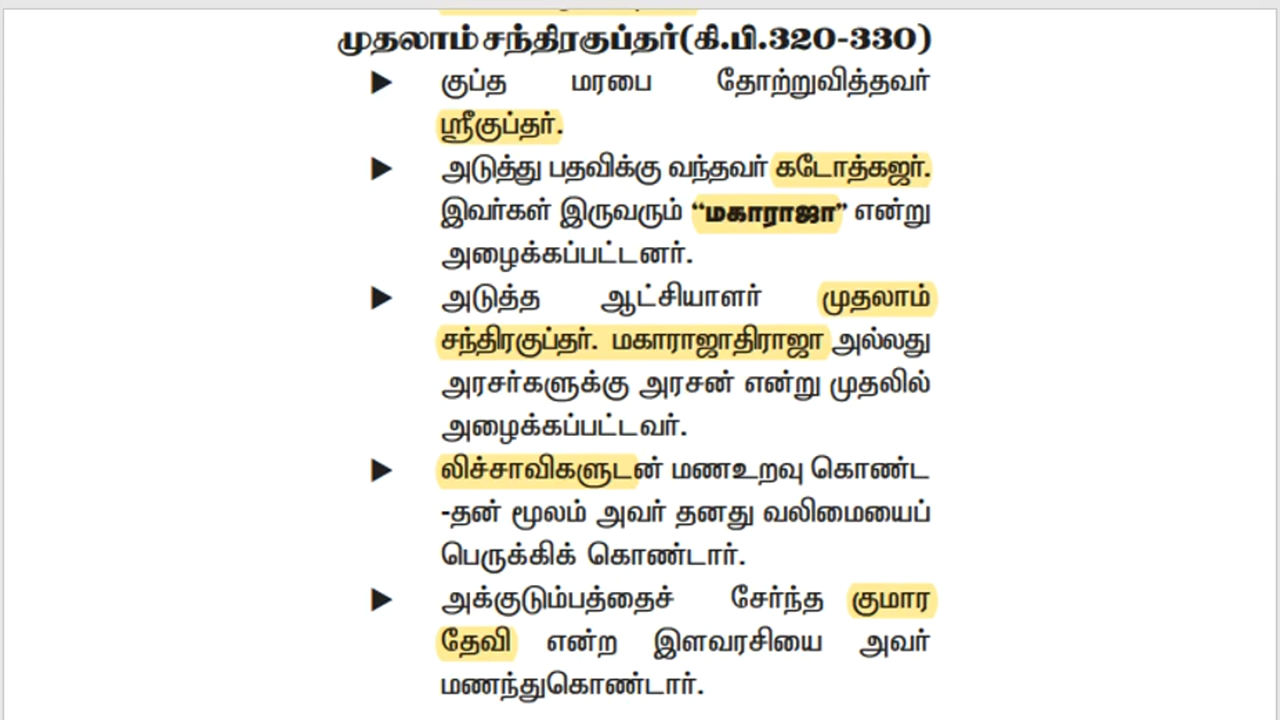 முதலாம் சந்திரகுப்தர்(கி.பி.320-330)
▶ குப்த மரபை தோற்றுவித்தவர்
ஸ்ரீகுப்தர்.
▶ அடுத்து பதவிக்கு வந்தவர் கடோத்கஜர்.
இவர்கள் இருவரும் “மகாராஜா” என்று
அழைக்கப்பட்டனர்.
▶ அடுத்த ஆட்சியாளர் முதலாம்
சந்திரகுப்தர். மகாராஜாதிராஜா அல்லது
அரசர்களுக்கு அரசன் என்று முதலில்
அழைக்கப்பட்டவர்.
▶ லிச்சாவிகளுடன் மணஉறவு கொண்ட
-தன் மூலம் அவர் தனது வலிமையைப்
பெருக்கிக் கொண்டார்.
▶ அக்குடும்பத்தைச் சேர்ந்த குமார
தேவி என்ற இளவரசியை அவர்
மணந்துகொண்டார்.